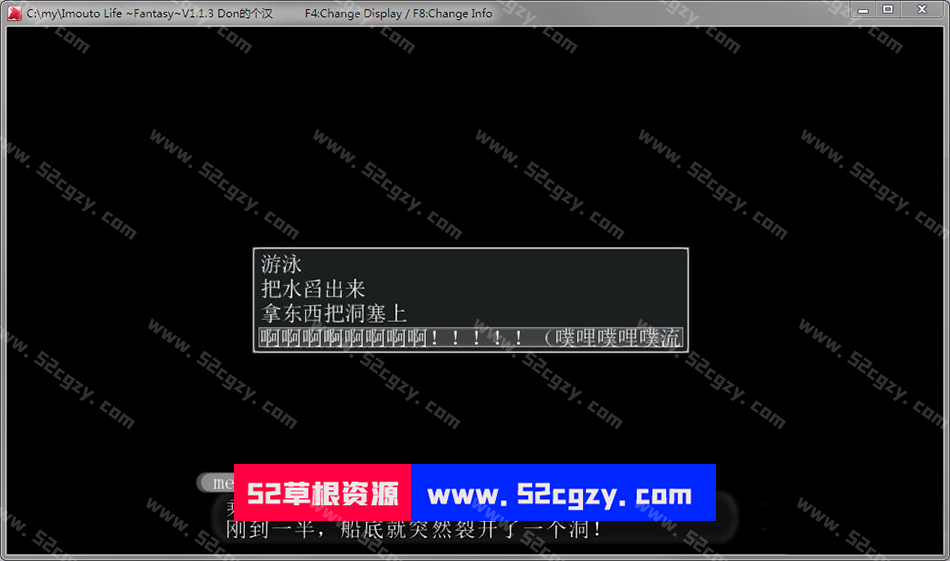 C:\my\Imouto Life ~Fantasy~V1.1.3 Don的个汉 F4:Change Display / F8:Change Info
游泳
把水舀出来
拿东西把洞塞上
啊啊啊啊啊啊啊啊！！！！！（噗哩噗哩噗流
me
52草根资源 www.52cgzy.com
刚到一半，船底就突然裂开了一个洞！
www.52cgzy.com